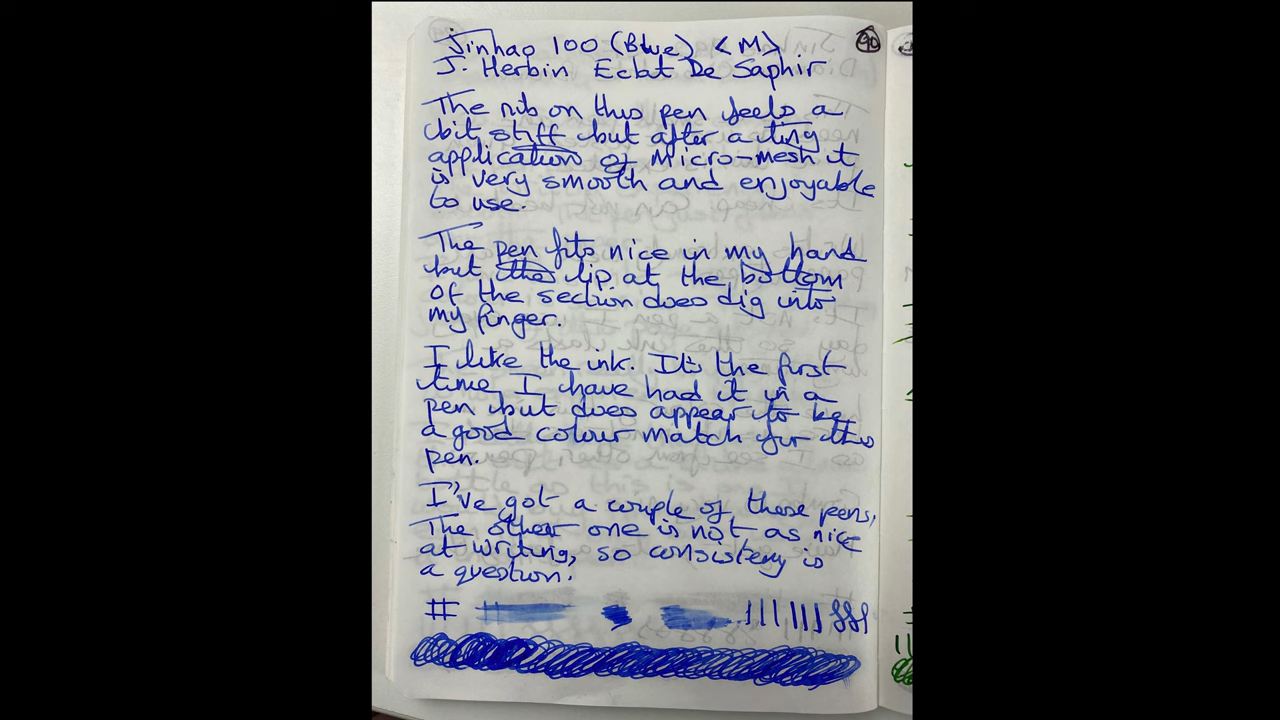 Jinhao 100 (Blue) <M>
90
J. Herbin Eclat De Saphir
The nib on this pen feels a
bit stiff but after a tiny
application of Micro-mesh it
is very smooth and enjoyable
to use.
The pen fits nice in my hand
but the lip at the bottom
of the section does dig into
my finger.
I like the ink. It's the first
time I have had it in a
pen but does appear to be
a good colour match for this
pen.
I've got a couple of these pens,
The other one is not as nice
at writing, so consisteny is
a question.